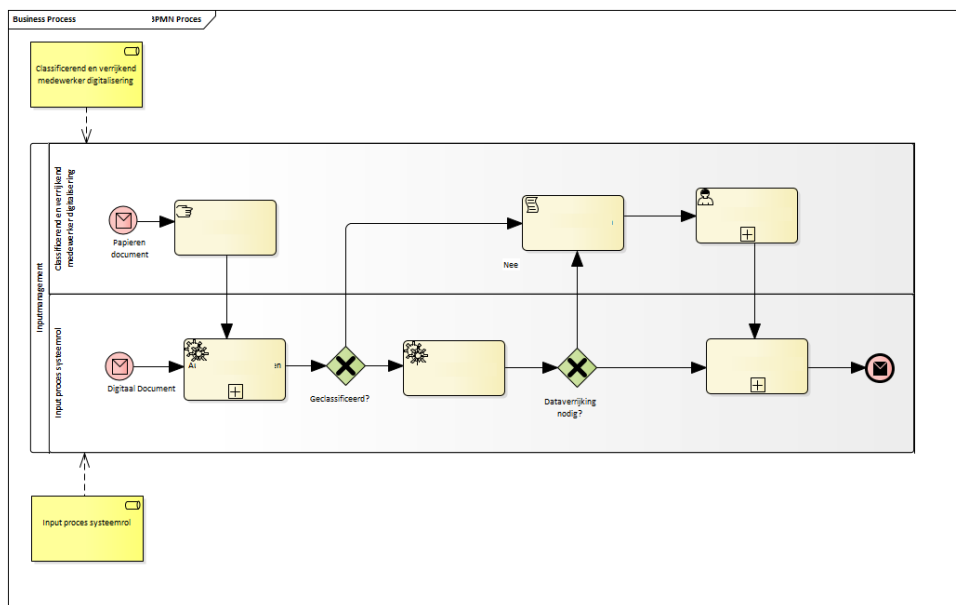 Business Process
BPMN Proces
Classificerend en verrijkend
medewerker digitalisering
Inputmanagement
Classificerend en verrijkend
medewerker digitalisering
Papieren
document
Nee
Input proces systeemrol
Digitaal Document
Geclassificeerd?
Dataverrijking
nodig?
Input proces systeemrol